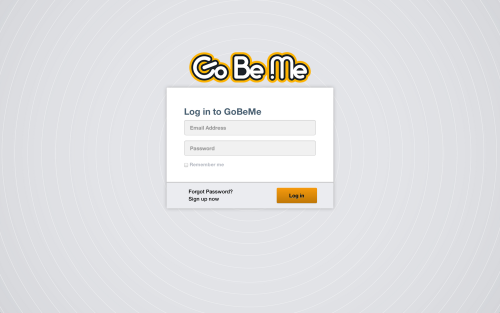 Go Be Me
Log in to GoBeMe
Email Address
Password
Remember me
Forgot Password?
Sign up now
Log in